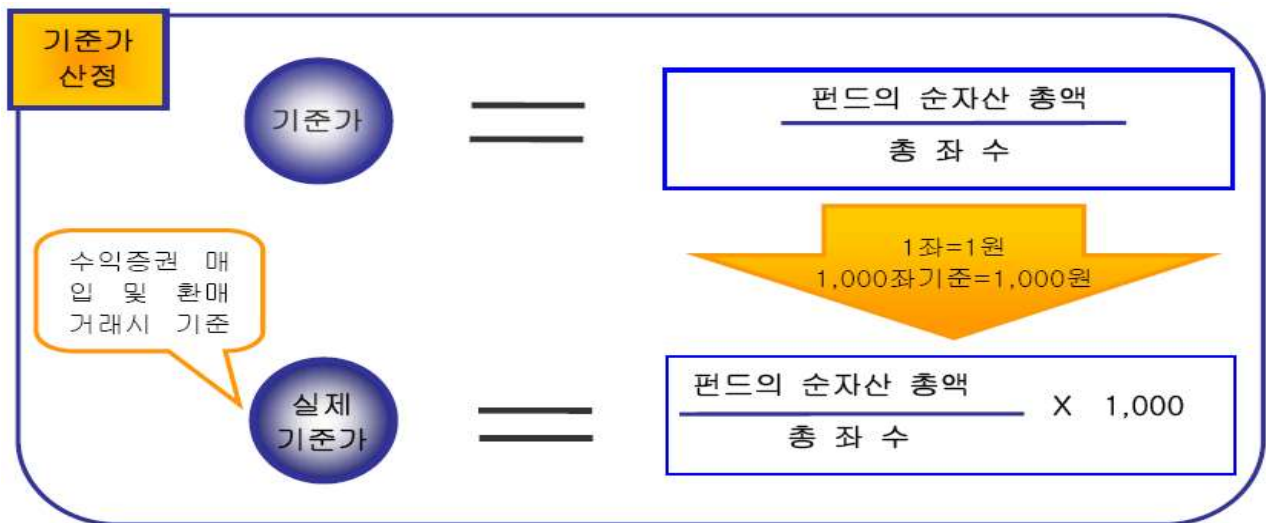 기준가
산정
기준가
펀드의 순자산 총액
총 좌 수
1좌=1원
1,000좌기준=1,000원
수익증권 매
입 및 환매
거래시 기준
실제
기준가
펀드의 순자산 총액
총 좌 수
X 1,000